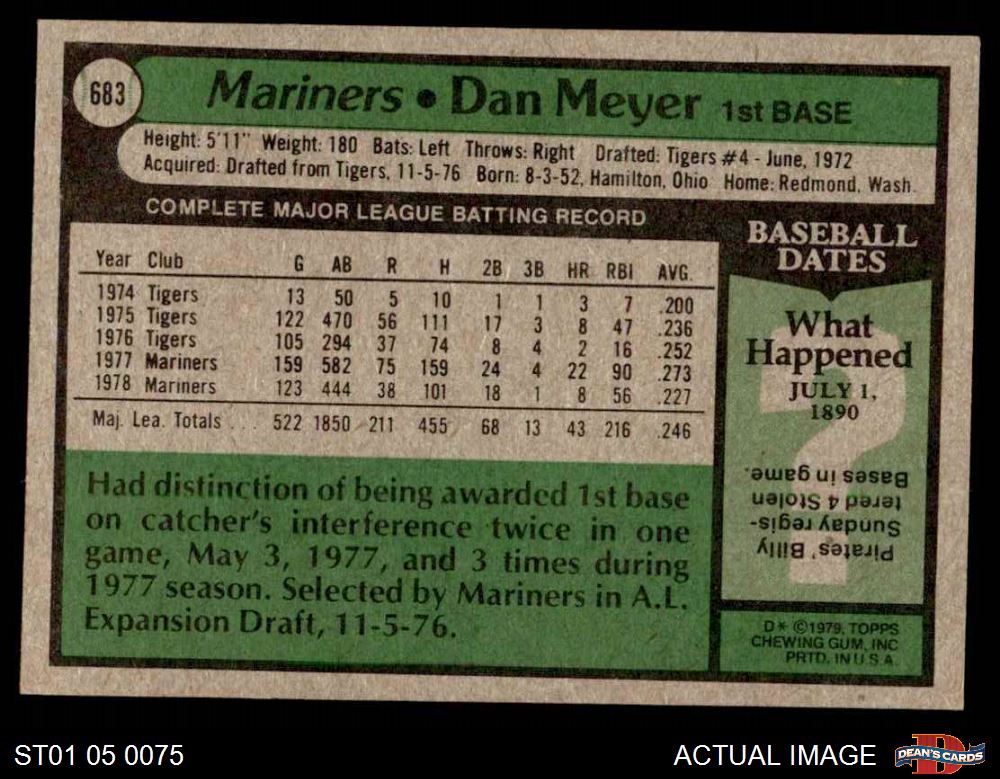 683
Mariners • Dan Meyer 1st BASE
Height: 5'11" Weight: 180 Bats: Left Throws: Right Drafted: Tigers #4 - June, 1972
Acquired: Drafted from Tigers, 11-5-76 Born: 8-3-52, Hamilton, Ohio Home: Redmond, Wash.
COMPLETE MAJOR LEAGUE BATTING RECORD
Year Club G AB R H 2B 3B HR RBI AVG.
1974 Tigers 13 50 5 10 1 1 3 7 .200
1975 Tigers 122 470 56 111 17 3 8 47 .236
1976 Tigers 105 294 37 74 8 4 2 16 .252
1977 Mariners 159 582 75 159 24 4 22 90 .273
1978 Mariners 123 444 38 101 18 1 8 56 .227
Maj. Lea. Totals . . . 522 1850 211 455 68 13 43 216 .246
Had distinction of being awarded 1st base
on catcher's interference twice in one
game, May 3, 1977, and 3 times during
1977 season. Selected by Mariners in A.L.
Expansion Draft, 11-5-76.
BASEBALL
DATES
What
Happened
JULY 1,
1890
?
Pirates' Billy
Sunday regis-
tered 4 Stolen
Bases in game.
D* ©1979, TOPPS
CHEWING GUM, INC
PRTD. IN U S A
ST01 05 0075
ACTUAL IMAGE
D
DEAN'S CARDS